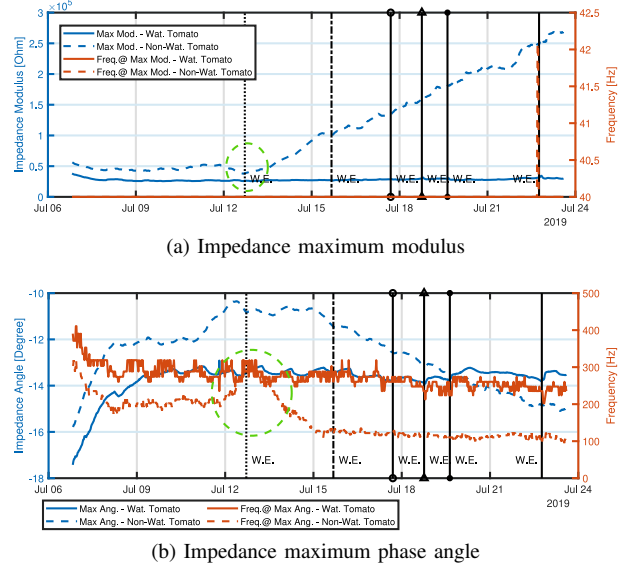 ×10⁵
3
2.5
2
1.5
1
0.5
0
Impedance Modulus [Ohm]
Max Mod. - Wat. Tomato
Max Mod. - Non-Wat. Tomato
Freq.@ Max Mod. - Wat. Tomato
Freq.@ Max Mod. - Non-Wat. Tomato
W.E. W.E. W.E. W.E. W.E.
42.5
42
41.5
41
40.5
40
Frequency [Hz]
Jul 06 Jul 09 Jul 12 Jul 15 Jul 18 Jul 21 Jul 24
2019
(a) Impedance maximum modulus
-10
-12
-14
-16
-18
Impedance Angle [Degree]
W.E. W.E. W.E. W.E. W.E. W.E.
500
400
300
200
100
0
Frequency [Hz]
Jul 06 Jul 09 Jul 12 Jul 15 Jul 18 Jul 21 Jul 24
2019
Max Ang. - Wat. Tomato Freq.@ Max Ang. - Wat. Tomato
Max Ang. - Non-Wat. Tomato Freq.@ Max Ang. - Non-Wat. Tomato
(b) Impedance maximum phase angle